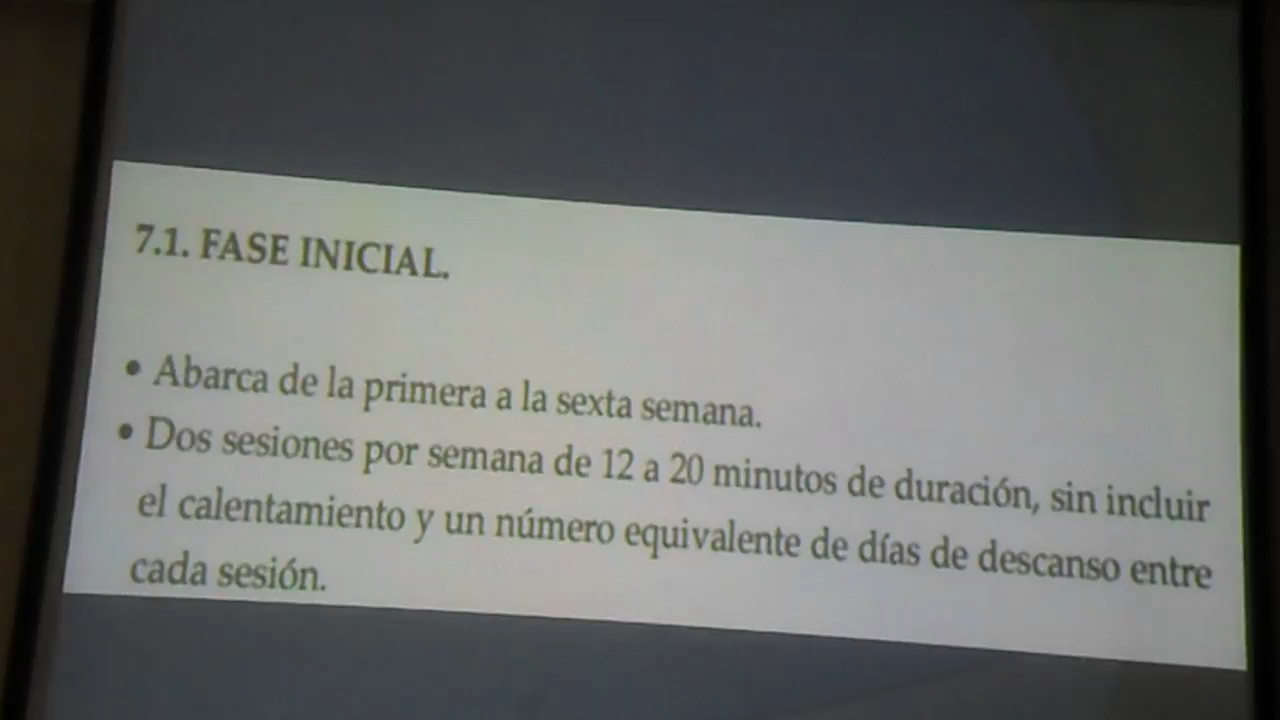 7.1. FASE INICIAL.
• Abarca de la primera a la sexta semana.
• Dos sesiones por semana de 12 a 20 minutos de duración, sin incluir
el calentamiento y un número equivalente de días de descanso entre
cada sesión.